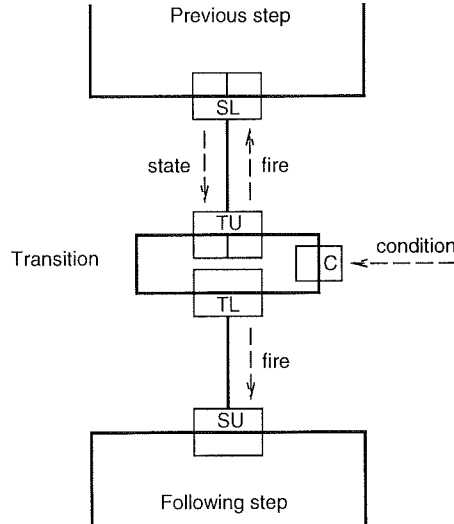 Previous step
SL
state
fire
TU
Transition
C
condition
TL
fire
SU
Following step